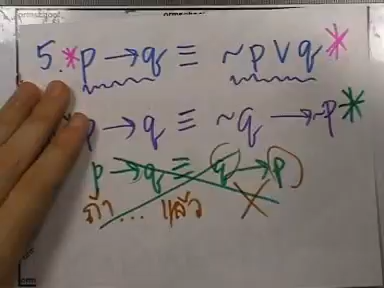 5. *p → q ≡ ~p ∨ q *
p → q ≡ ~q → ~p *
p → q ≡ q → p
ถ้า ... แล้ว